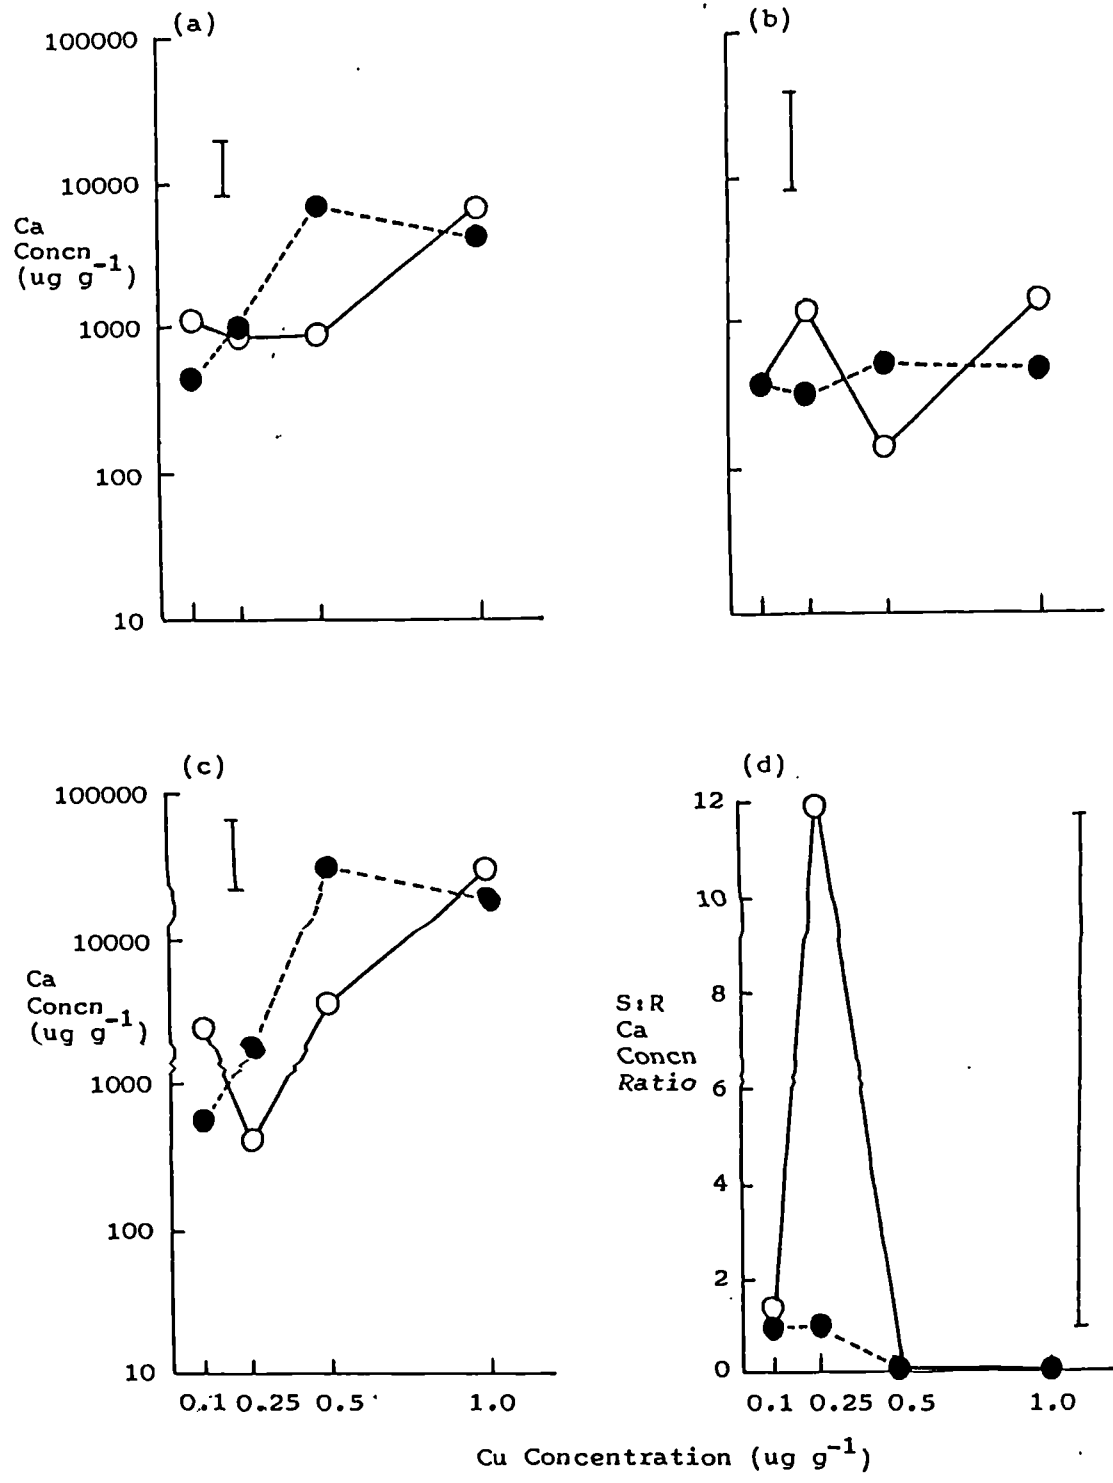 (a)
100000
10000
Ca
Concn
(ug g⁻¹)
1000
100
10
(b)
(c)
100000
10000
Ca
Concn
(ug g⁻¹)
1000
100
10
0.1 0.25 0.5 1.0
(d)
12
10
8
S:R
Ca
Concn
Ratio
6
4
2
0
0.1 0.25 0.5 1.0
Cu Concentration (ug g⁻¹)